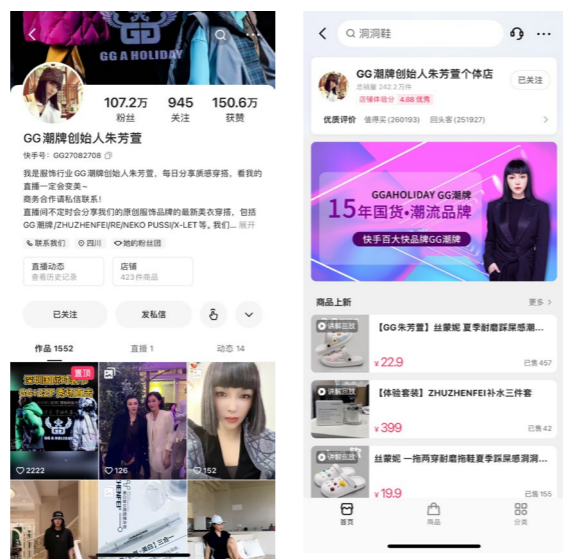 GG A HOLIDAY
107.2万
945
150.6万
粉丝
关注
获赞
GG潮牌创始人朱芳萱
快手号：GG27082708
我是服饰行业GG潮牌创始人朱芳萱，每日分享质感穿搭，看我的
直播一定会变美~
商务合作请私信联系！
直播间不定时会分享我们的原创服饰品牌的最新美衣穿搭，包括
GG潮牌/ZHUZHENFEI/RE/NEKO PUSSI/X-LET等，我们... 展开
联系我们
四川
她的粉丝团
直播动态
查看历史记录
店铺
423件商品
已关注
发私信
作品 1552
直播 1
动态 14
置顶
2222
126
152
洞洞鞋
GG潮牌创始人朱芳萱个体店
总销量 242.2万件
店铺体验分 4.88 优秀
已关注
优质评价 值得买(260193) 回头客(251927)
GGAHOLIDAY GG潮牌
15年国货·潮流品牌
快手百大快品牌GG潮牌
商品上新
更多
讲解回放
【GG朱芳萱】丝蒙妮 夏季耐磨踩屎感潮...
¥22.9
已售 457
讲解回放
【体验套装】ZHUZHENFEI补水三件套
¥399
已售 42
讲解回放
丝蒙妮 一拖两穿耐磨拖鞋夏季踩屎感洞洞...
¥19.9
已售 155
首页
商品
分类